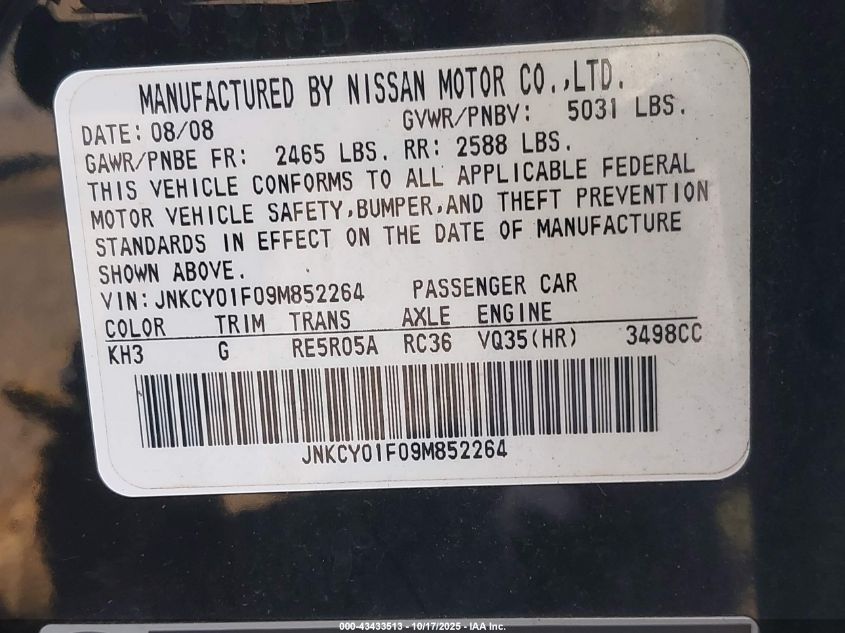 MANUFACTURED BY NISSAN MOTOR CO.,LTD.
DATE: 08/08 GVWR/PNBV: 5031 LBS.
GAWR/PNBE FR: 2465 LBS. RR: 2588 LBS.
THIS VEHICLE CONFORMS TO ALL APPLICABLE FEDERAL
MOTOR VEHICLE SAFETY,BUMPER,AND THEFT PREVENTION
STANDARDS IN EFFECT ON THE DATE OF MANUFACTURE
SHOWN ABOVE.
VIN: JNKCY01F09M852264 PASSENGER CAR
COLOR TRIM TRANS AXLE ENGINE
KH3 G RE5R05A RC36 VQ35(HR) 3498CC
JNKCY01F09M852264
000-43433513 - 10/17/2025 - IAA Inc.